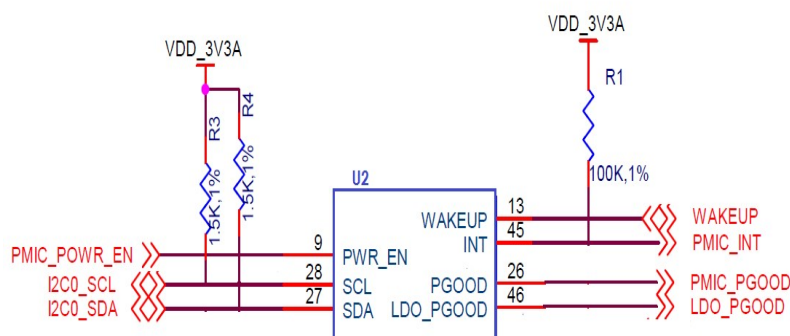 VDD_3V3A
VDD_3V3A
R3
1.5K,1%
R4
1.5K,1%
R1
100K,1%
U2
WAKEUP 13 WAKEUP
INT 45 PMIC_INT
PMIC_POWR_EN 9 PWR_EN
I2C0_SCL 28 SCL
PGOOD 26 PMIC_PGOOD
I2C0_SDA 27 SDA
LDO_PGOOD 46 LDO_PGOOD